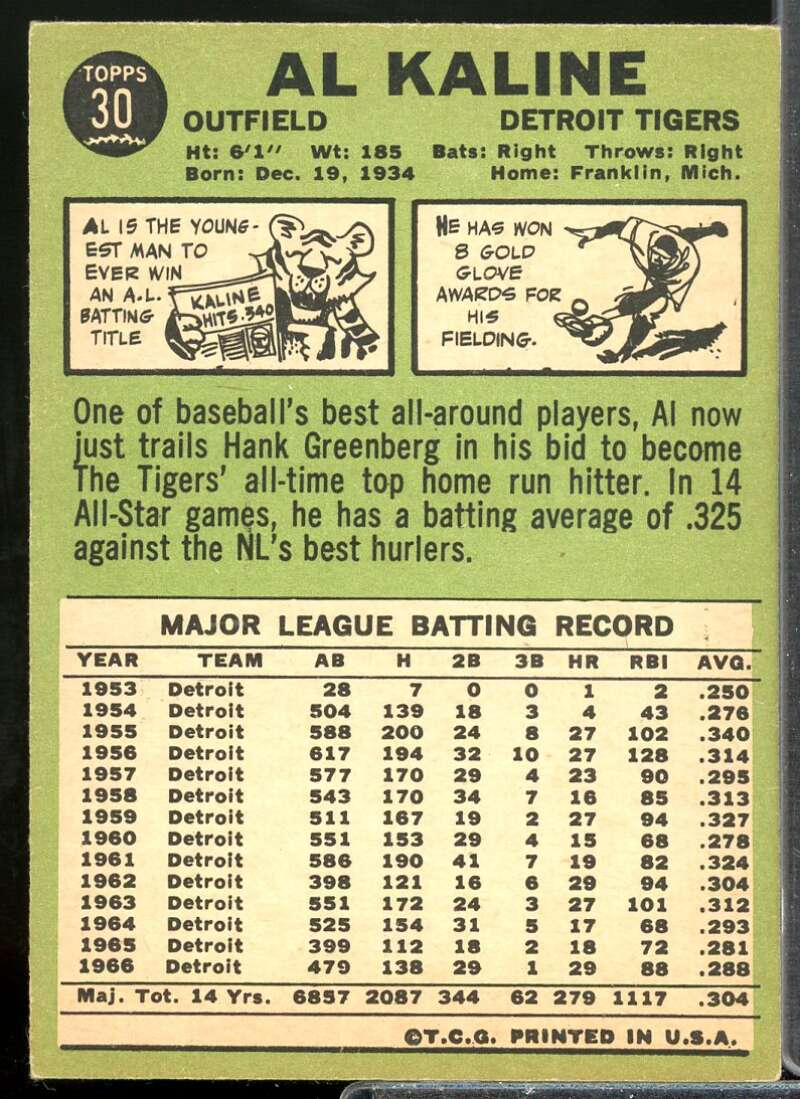 TOPPS
30
AL KALINE
OUTFIELD DETROIT TIGERS
Ht: 6'1" Wt: 185 Bats: Right Throws: Right
Born: Dec. 19, 1934 Home: Franklin, Mich.
AL IS THE YOUNG-
EST MAN TO
EVER WIN
AN A.L.
BATTING
TITLE
KALINE
HITS .340
HE HAS WON
8 GOLD
GLOVE
AWARDS FOR
HIS
FIELDING.
One of baseball's best all-around players, Al now
just trails Hank Greenberg in his bid to become
The Tigers' all-time top home run hitter. In 14
All-Star games, he has a batting average of .325
against the NL's best hurlers.
MAJOR LEAGUE BATTING RECORD
YEAR TEAM AB H 2B 3B HR RBI AVG.
1953 Detroit 28 7 0 0 1 2 .250
1954 Detroit 504 139 18 3 4 43 .276
1955 Detroit 588 200 24 8 27 102 .340
1956 Detroit 617 194 32 10 27 128 .314
1957 Detroit 577 170 29 4 23 90 .295
1958 Detroit 543 170 34 7 16 85 .313
1959 Detroit 511 167 19 2 27 94 .327
1960 Detroit 551 153 29 4 15 68 .278
1961 Detroit 586 190 41 7 19 82 .324
1962 Detroit 398 121 16 6 29 94 .304
1963 Detroit 551 172 24 3 27 101 .312
1964 Detroit 525 154 31 5 17 68 .293
1965 Detroit 399 112 18 2 18 72 .281
1966 Detroit 479 138 29 1 29 88 .288
Maj. Tot. 14 Yrs. 6857 2087 344 62 279 1117 .304
©T.C.G. PRINTED IN U.S.A.